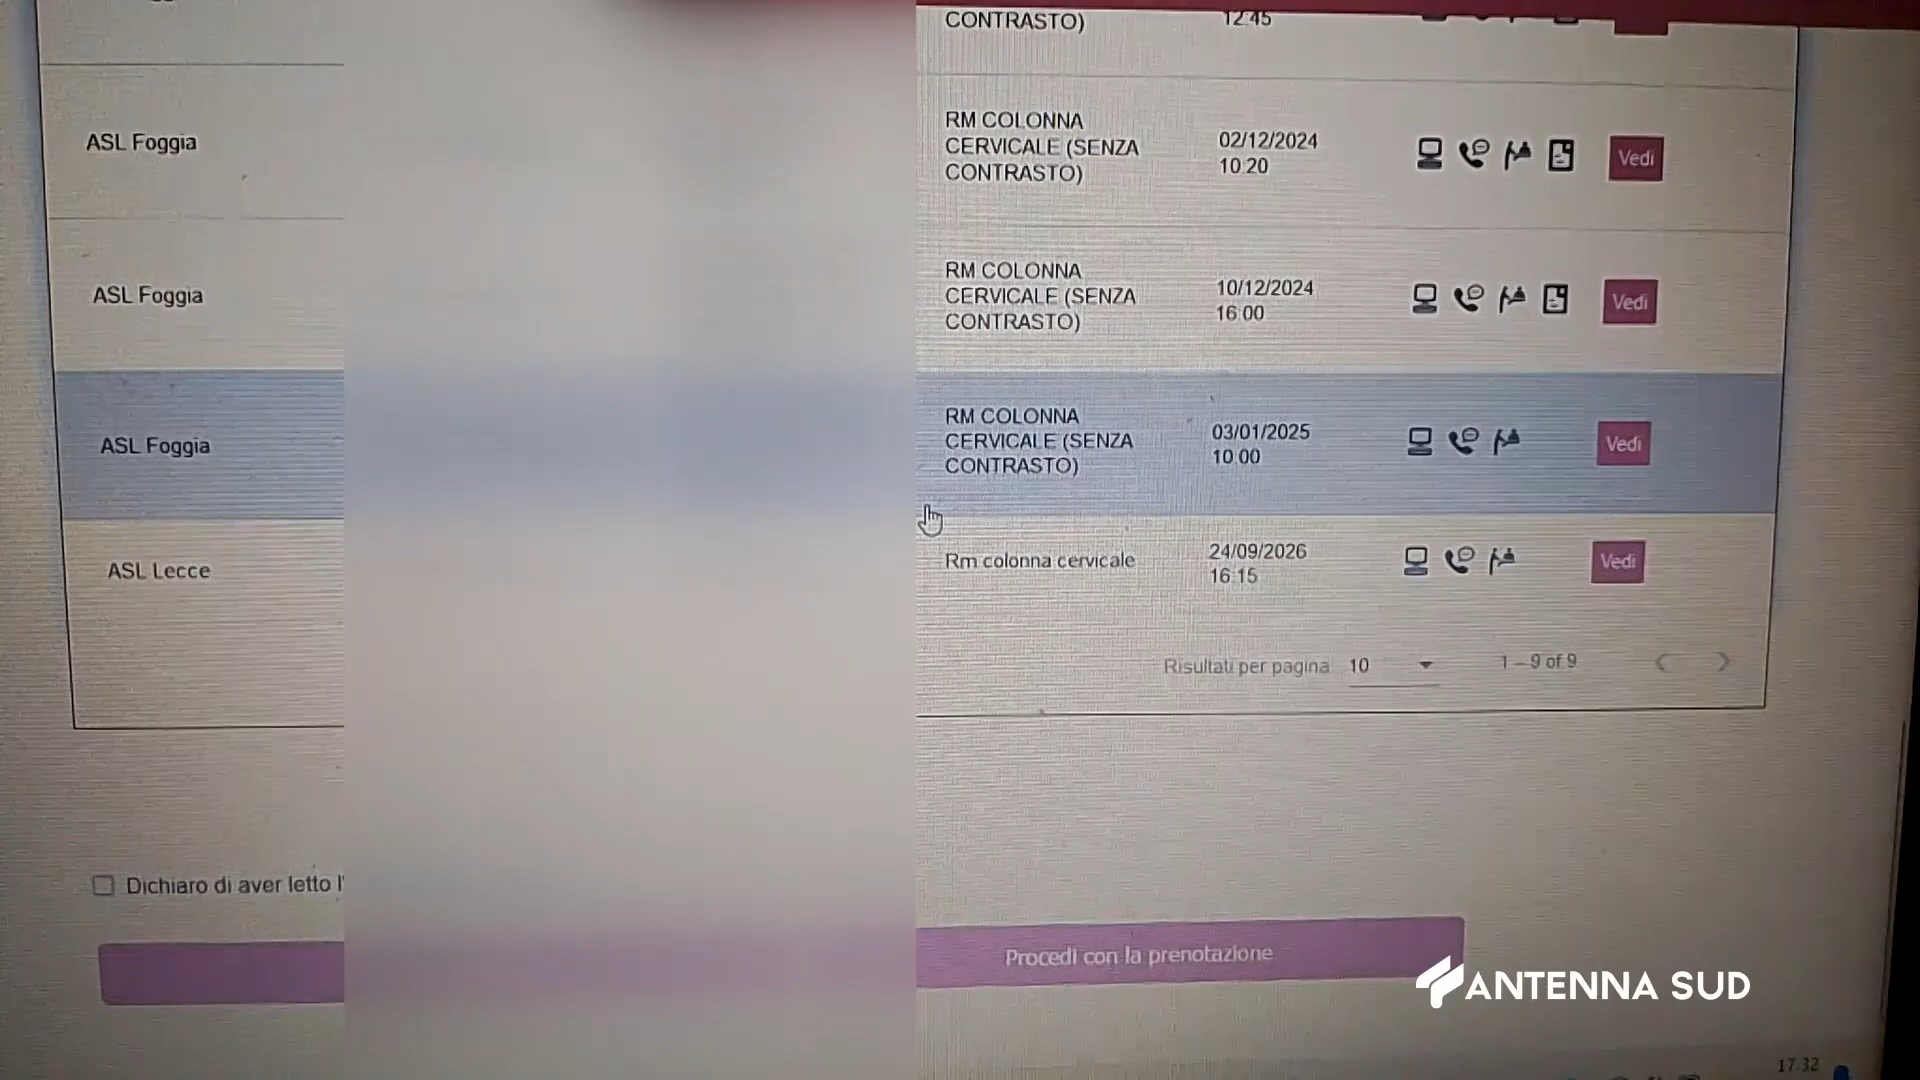 CONTRASTO)
12:45
ASL Foggia
RM COLONNA
CERVICALE (SENZA
CONTRASTO)
02/12/2024
10:20
Vedi
ASL Foggia
RM COLONNA
CERVICALE (SENZA
CONTRASTO)
10/12/2024
16:00
Vedi
ASL Foggia
RM COLONNA
CERVICALE (SENZA
CONTRASTO)
03/01/2025
10:00
Vedi
ASL Lecce
Rm colonna cervicale
24/09/2026
16:15
Vedi
Risultati per pagina 10
1 – 9 of 9
Dichiaro di aver letto l'
Procedi con la prenotazione
ANTENNA SUD
17:32